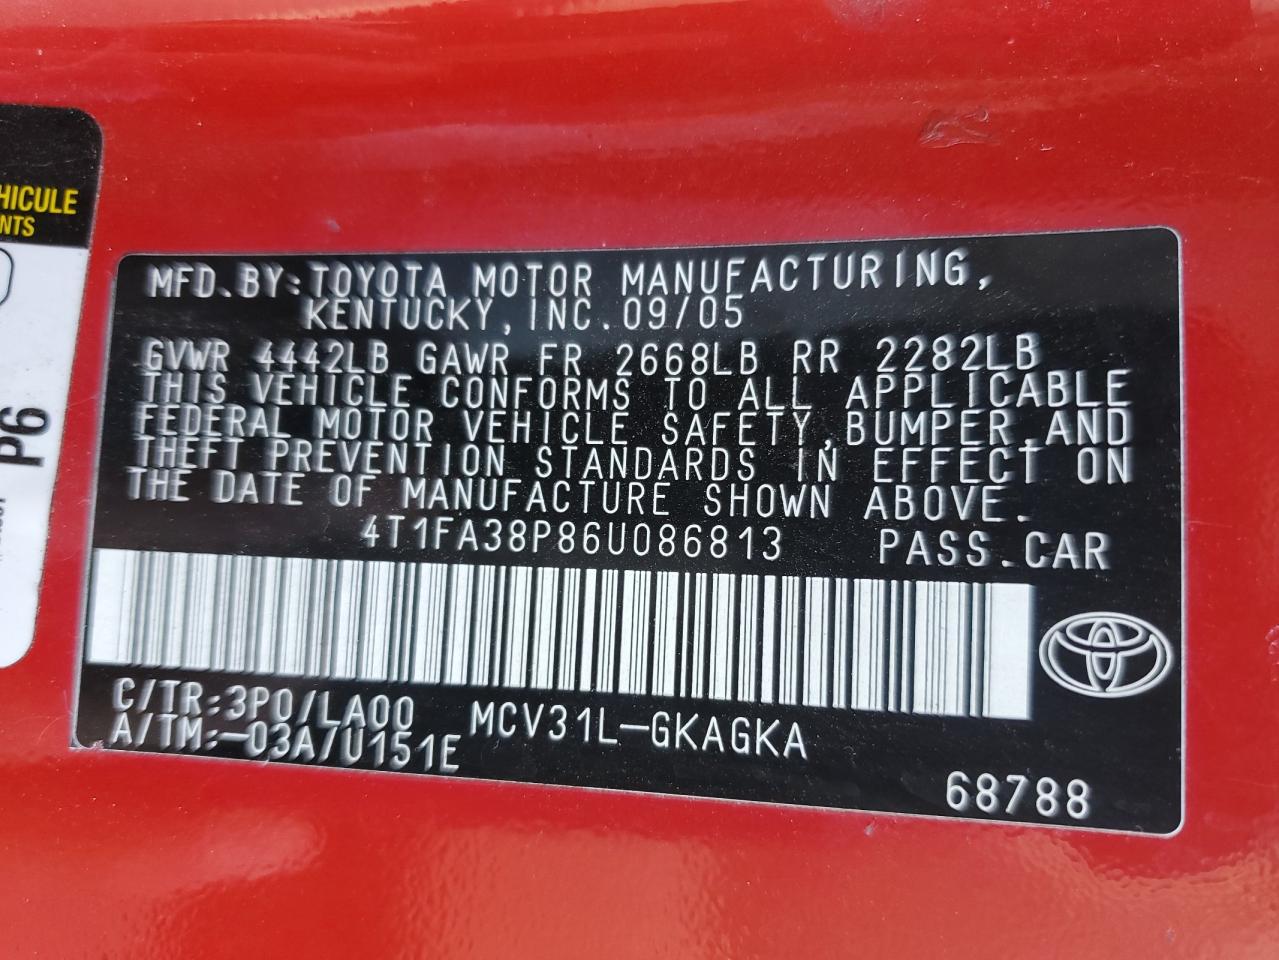 HICULE
NTS
P6
MFD.BY:TOYOTA MOTOR MANUFACTURING,
KENTUCKY,INC.09/05
GVWR 4442LB GAWR FR 2668LB RR 2282LB
THIS VEHICLE CONFORMS TO ALL APPLICABLE
FEDERAL MOTOR VEHICLE SAFETY,BUMPER,AND
THEFT PREVENTION STANDARDS IN EFFECT ON
THE DATE OF MANUFACTURE SHOWN ABOVE.
4T1FA38P86U086813 PASS.CAR
C/TR:3P0/LA00 MCV31L-GKAGKA
A/TM:-03A/U151E
68788